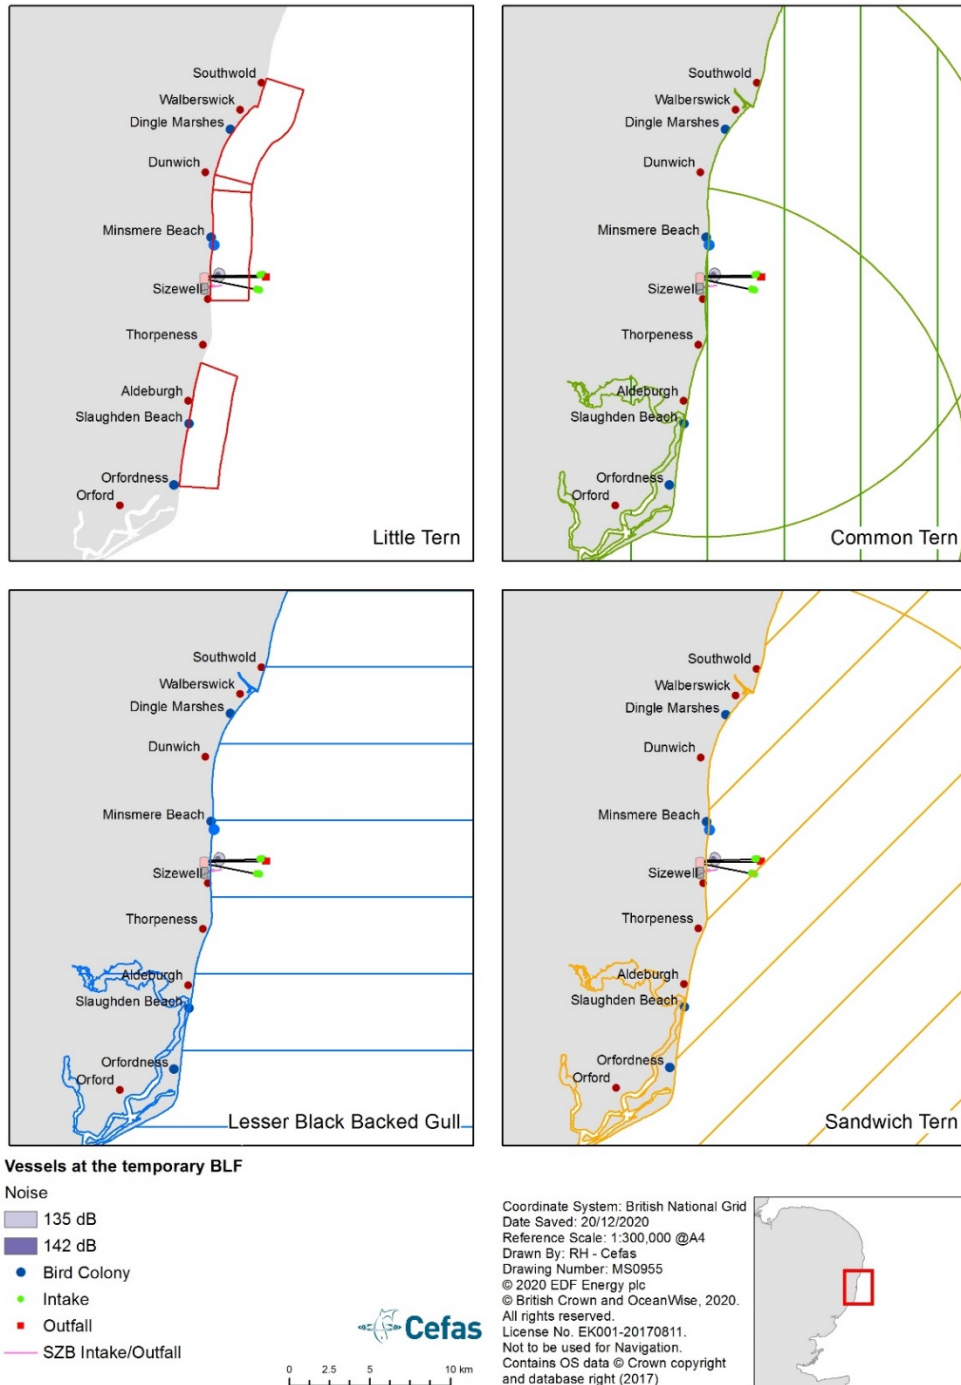 Southwold
Walberswick
Dingle Marshes
Dunwich
Minsmere Beach
Sizewell
Thorpeness
Aldeburgh
Slaughden Beach
Orfordness
Orford
Little Tern
Southwold
Walberswick
Dingle Marshes
Dunwich
Minsmere Beach
Sizewell
Thorpeness
Aldeburgh
Slaughden Beach
Orfordness
Orford
Common Tern
Southwold
Walberswick
Dingle Marshes
Dunwich
Minsmere Beach
Sizewell
Thorpeness
Aldeburgh
Slaughden Beach
Orfordness
Orford
Lesser Black Backed Gull
Southwold
Walberswick
Dingle Marshes
Dunwich
Minsmere Beach
Sizewell
Thorpeness
Aldeburgh
Slaughden Beach
Orfordness
Orford
Sandwich Tern
Vessels at the temporary BLF
Noise
135 dB
142 dB
Bird Colony
Intake
Outfall
SZB Intake/Outfall
Cefas
0 2.5 5 10 km
Coordinate System: British National Grid
Date Saved: 20/12/2020
Reference Scale: 1:300,000 @A4
Drawn By: RH - Cefas
Drawing Number: MS0955
© 2020 EDF Energy plc
© British Crown and OceanWise, 2020.
All rights reserved.
License No. EK001-20170811.
Not to be used for Navigation.
Contains OS data © Crown copyright
and database right (2017)